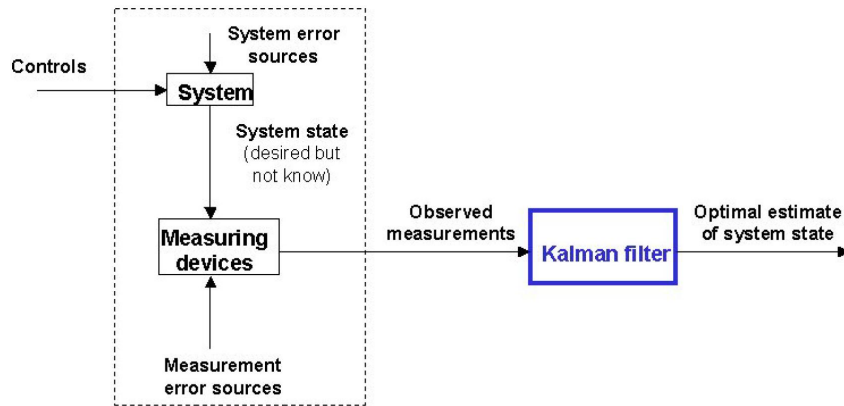 System error
sources
Controls
System
System state
(desired but
not know)
Measuring
devices
Observed
measurements
Kalman filter
Optimal estimate
of system state
Measurement
error sources